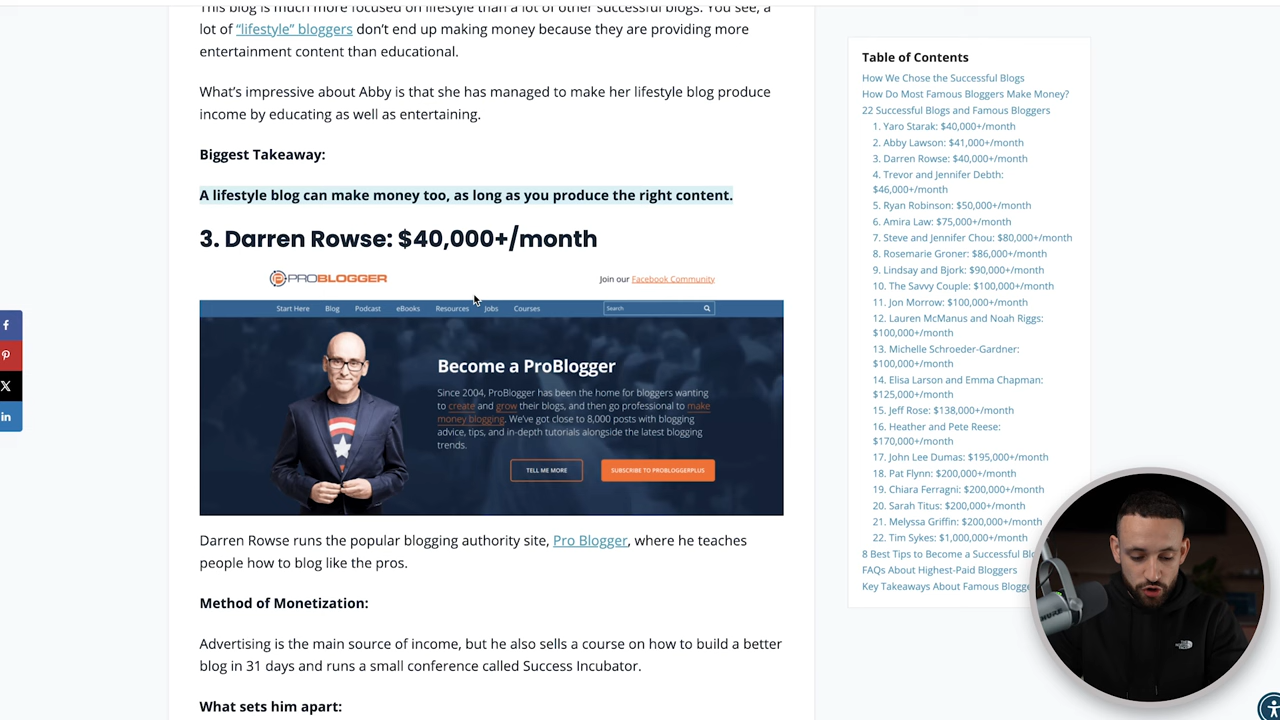 This blog is much more focused on lifestyle than a lot of other successful blogs. You see, a
lot of “lifestyle” bloggers don’t end up making money because they are providing more
entertainment content than educational.
What’s impressive about Abby is that she has managed to make her lifestyle blog produce
income by educating as well as entertaining.
Biggest Takeaway:
A lifestyle blog can make money too, as long as you produce the right content.
3. Darren Rowse: $40,000+/month
PROBLOGGER
Join our Facebook Community
Start Here Blog Podcast eBooks Resources Jobs Courses Search
Become a ProBlogger
Since 2004, ProBlogger has been the home for bloggers wanting
to create and grow their blogs, and then go professional to make
money blogging. We’ve got close to 8,000 posts with blogging
advice, tips, and in-depth tutorials alongside the latest blogging
trends.
TELL ME MORE
SUBSCRIBE TO PROBLOGGERPLUS
Darren Rowse runs the popular blogging authority site, Pro Blogger, where he teaches
people how to blog like the pros.
Method of Monetization:
Advertising is the main source of income, but he also sells a course on how to build a better
blog in 31 days and runs a small conference called Success Incubator.
What sets him apart:
Table of Contents
How We Chose the Successful Blogs
How Do Most Famous Bloggers Make Money?
22 Successful Blogs and Famous Bloggers
1. Yaro Starak: $40,000+/month
2. Abby Lawson: $41,000+/month
3. Darren Rowse: $40,000+/month
4. Trevor and Jennifer Debth:
$46,000+/month
5. Ryan Robinson: $50,000+/month
6. Amira Law: $75,000+/month
7. Steve and Jennifer Chou: $80,000+/month
8. Rosemarie Groner: $86,000+/month
9. Lindsay and Bjork: $90,000+/month
10. The Savvy Couple: $100,000+/month
11. Jon Morrow: $100,000+/month
12. Lauren McManus and Noah Riggs:
$100,000+/month
13. Michelle Schroeder-Gardner:
$100,000+/month
14. Elisa Larson and Emma Chapman:
$125,000+/month
15. Jeff Rose: $138,000+/month
16. Heather and Pete Reese:
$170,000+/month
17. John Lee Dumas: $195,000+/month
18. Pat Flynn: $200,000+/month
19. Chiara Ferragni: $200,000+/month
20. Sarah Titus: $200,000+/month
21. Melyssa Griffin: $200,000+/month
22. Tim Sykes: $1,000,000+/month
8 Best Tips to Become a Successful Blo
FAQs About Highest-Paid Bloggers
Key Takeaways About Famous Blogge